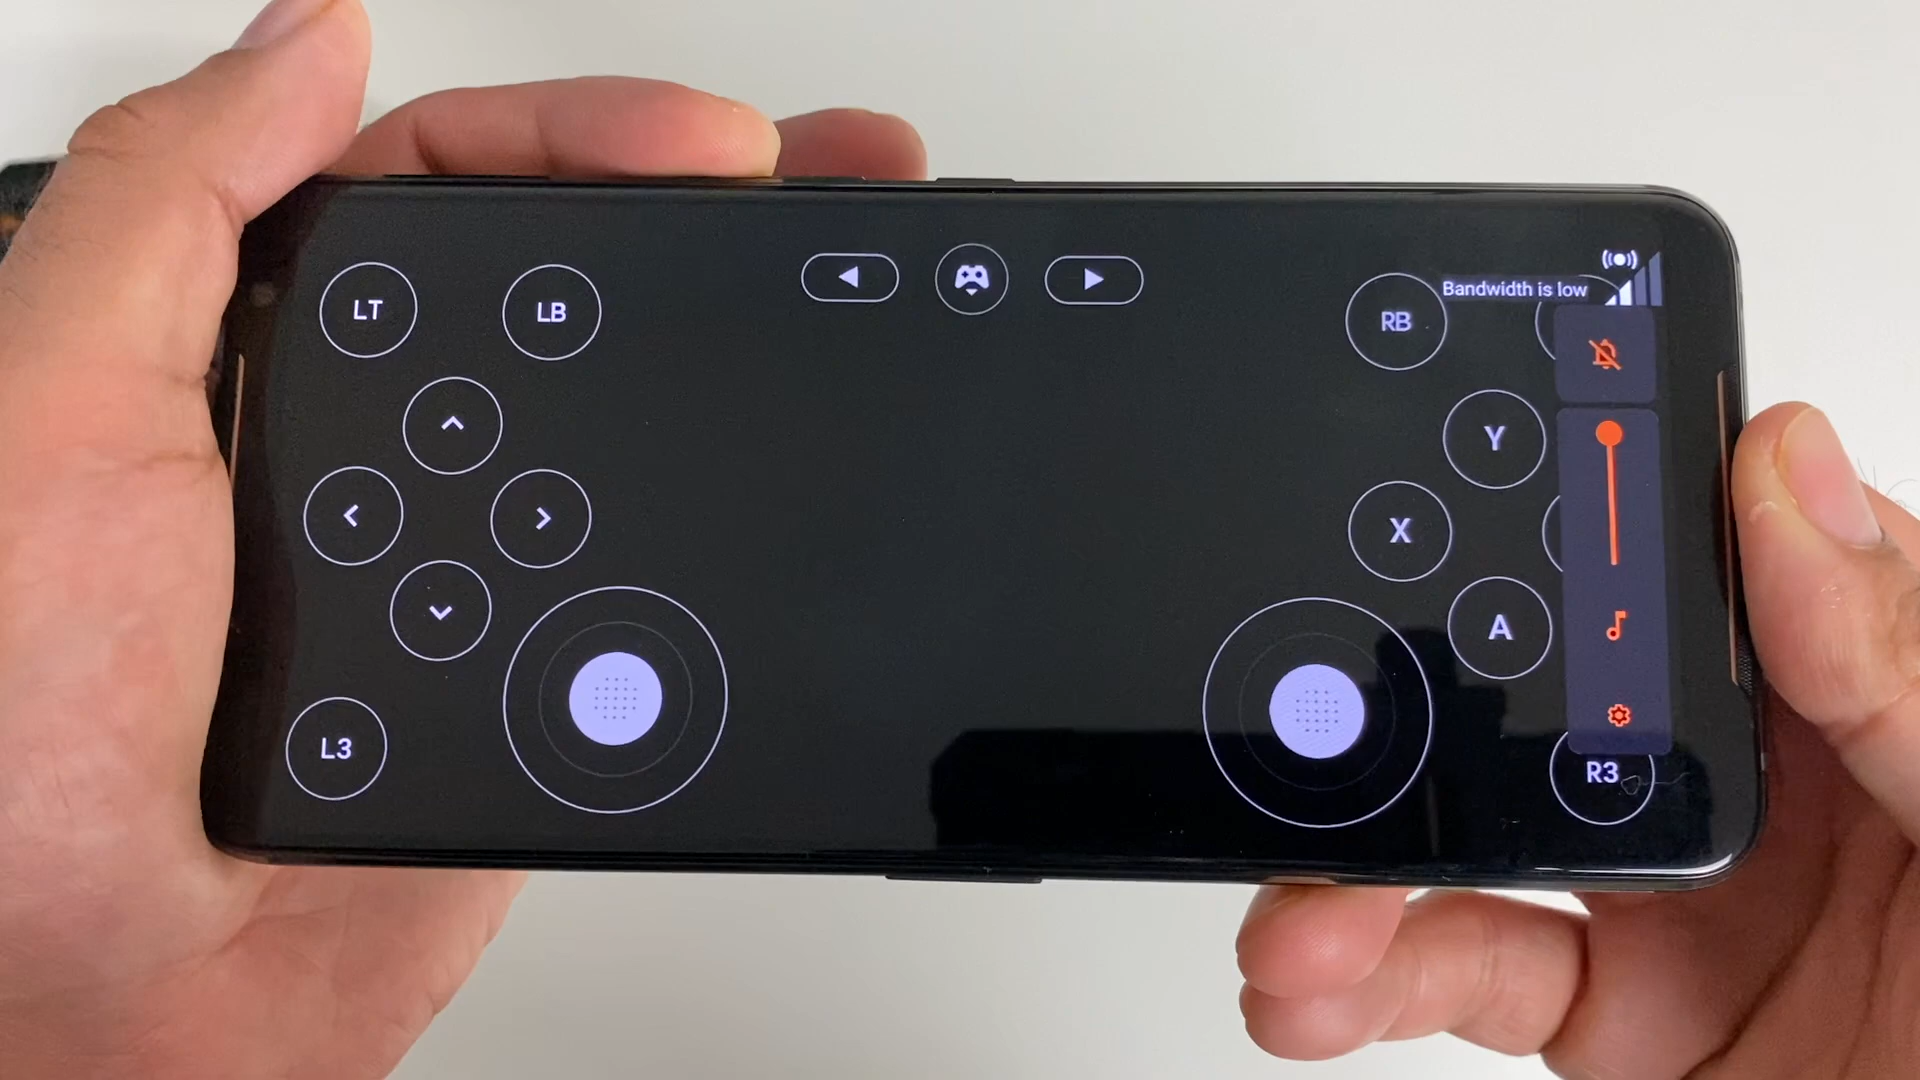 LT
LB
RB
Bandwidth is low
Y
X
A
L3
R3